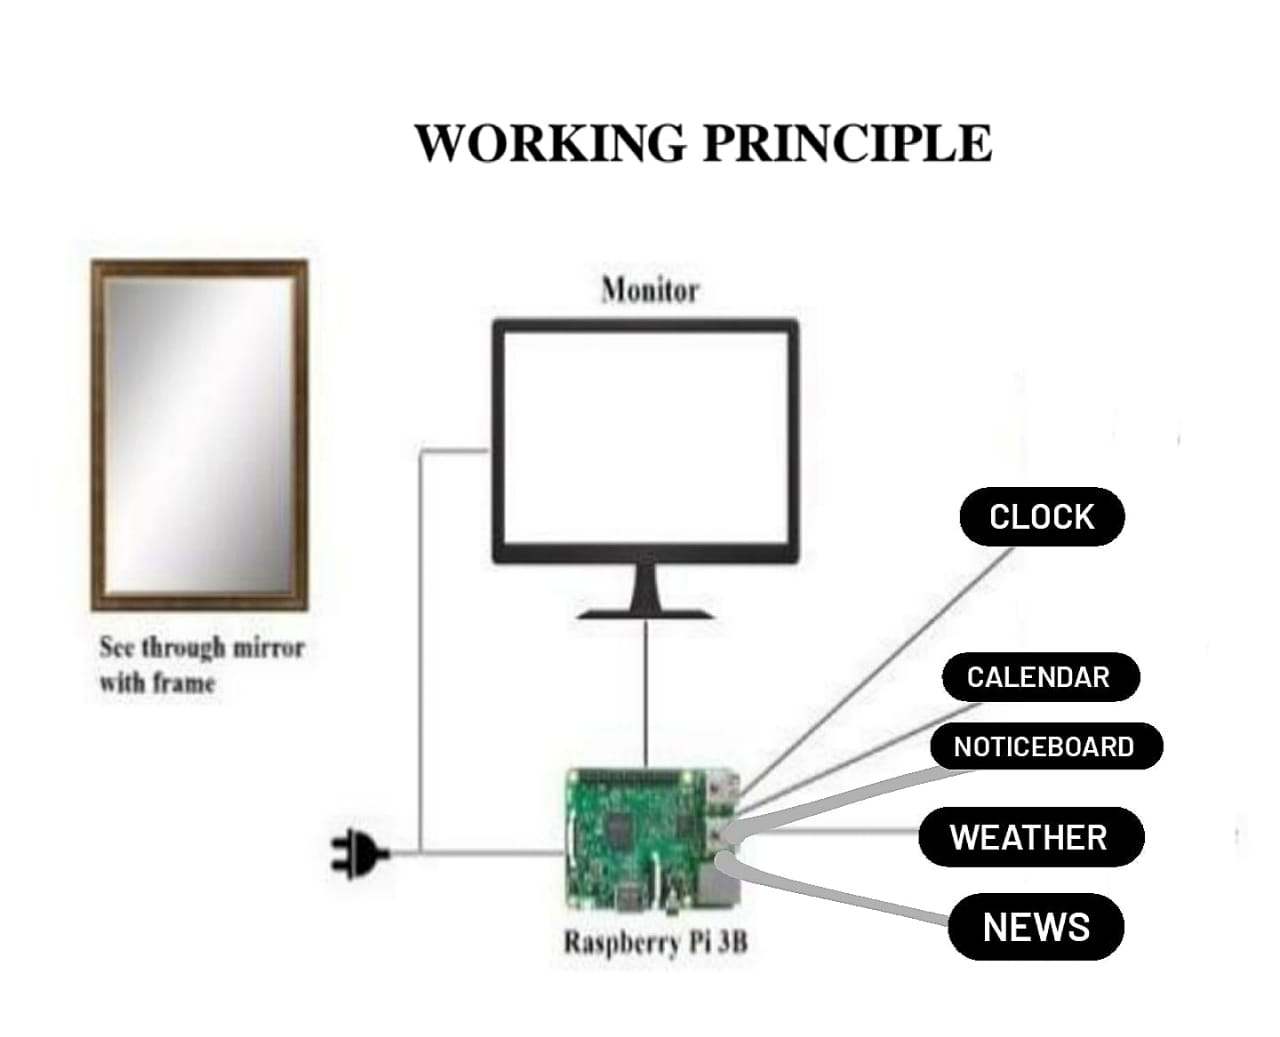 WORKING PRINCIPLE
Monitor
CLOCK
See through mirror
with frame
CALENDAR
NOTICEBOARD
WEATHER
NEWS
Raspberry Pi 3B